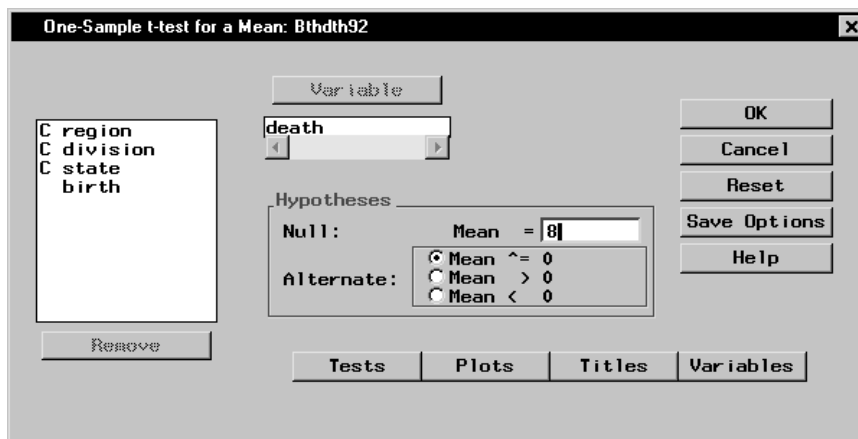 One-Sample t-test for a Mean: Bthdth92
Variable
C region
C division
C state
birth
death
Hypotheses
Null: Mean = 8
Alternate:
Mean ^= 0
Mean > 0
Mean < 0
Remove
OK
Cancel
Reset
Save Options
Help
Tests Plots Titles Variables